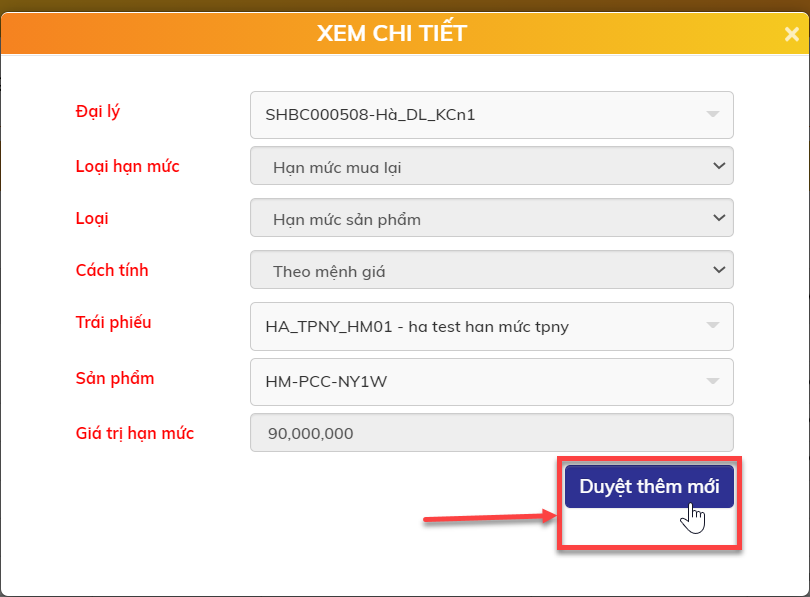 XEM CHI TIẾT
Đại lý
SHBC000508-Hà_DL_KCn1
Loại hạn mức
Hạn mức mua lại
Loại
Hạn mức sản phẩm
Cách tính
Theo mệnh giá
Trái phiếu
HA_TPNY_HM01 - ha test han mức tpny
Sản phẩm
HM-PCC-NY1W
Giá trị hạn mức
90,000,000
Duyệt thêm mới